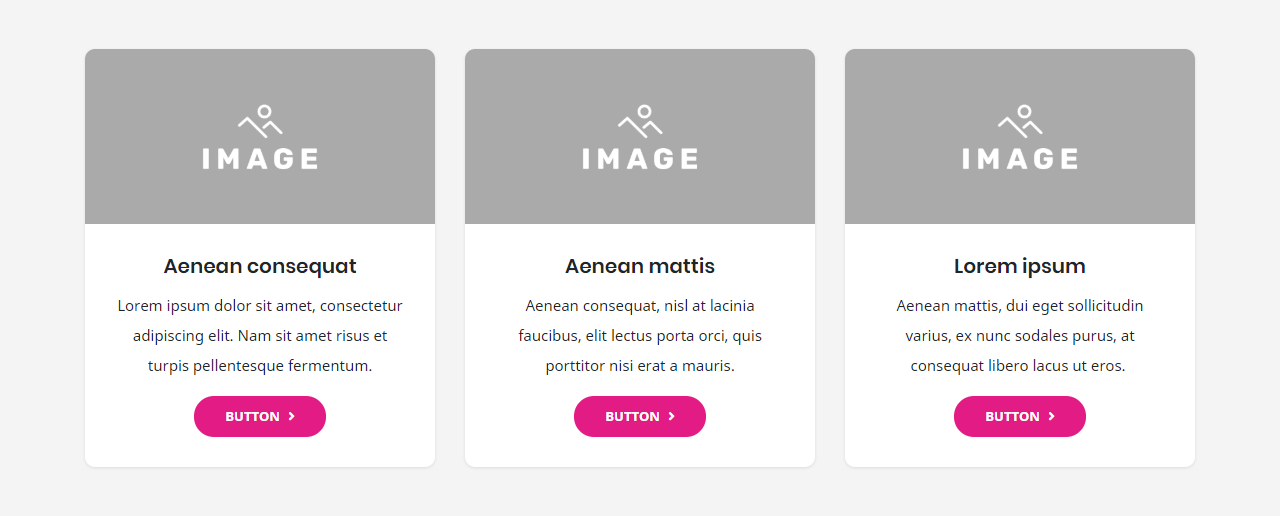 IMAGE
Aenean consequat
Lorem ipsum dolor sit amet, consectetur
adipiscing elit. Nam sit amet risus et
turpis pellentesque fermentum.
BUTTON
IMAGE
Aenean mattis
Aenean consequat, nisl at lacinia
faucibus, elit lectus porta orci, quis
porttitor nisi erat a mauris.
BUTTON
IMAGE
Lorem ipsum
Aenean mattis, dui eget sollicitudin
varius, ex nunc sodales purus, at
consequat libero lacus ut eros.
BUTTON